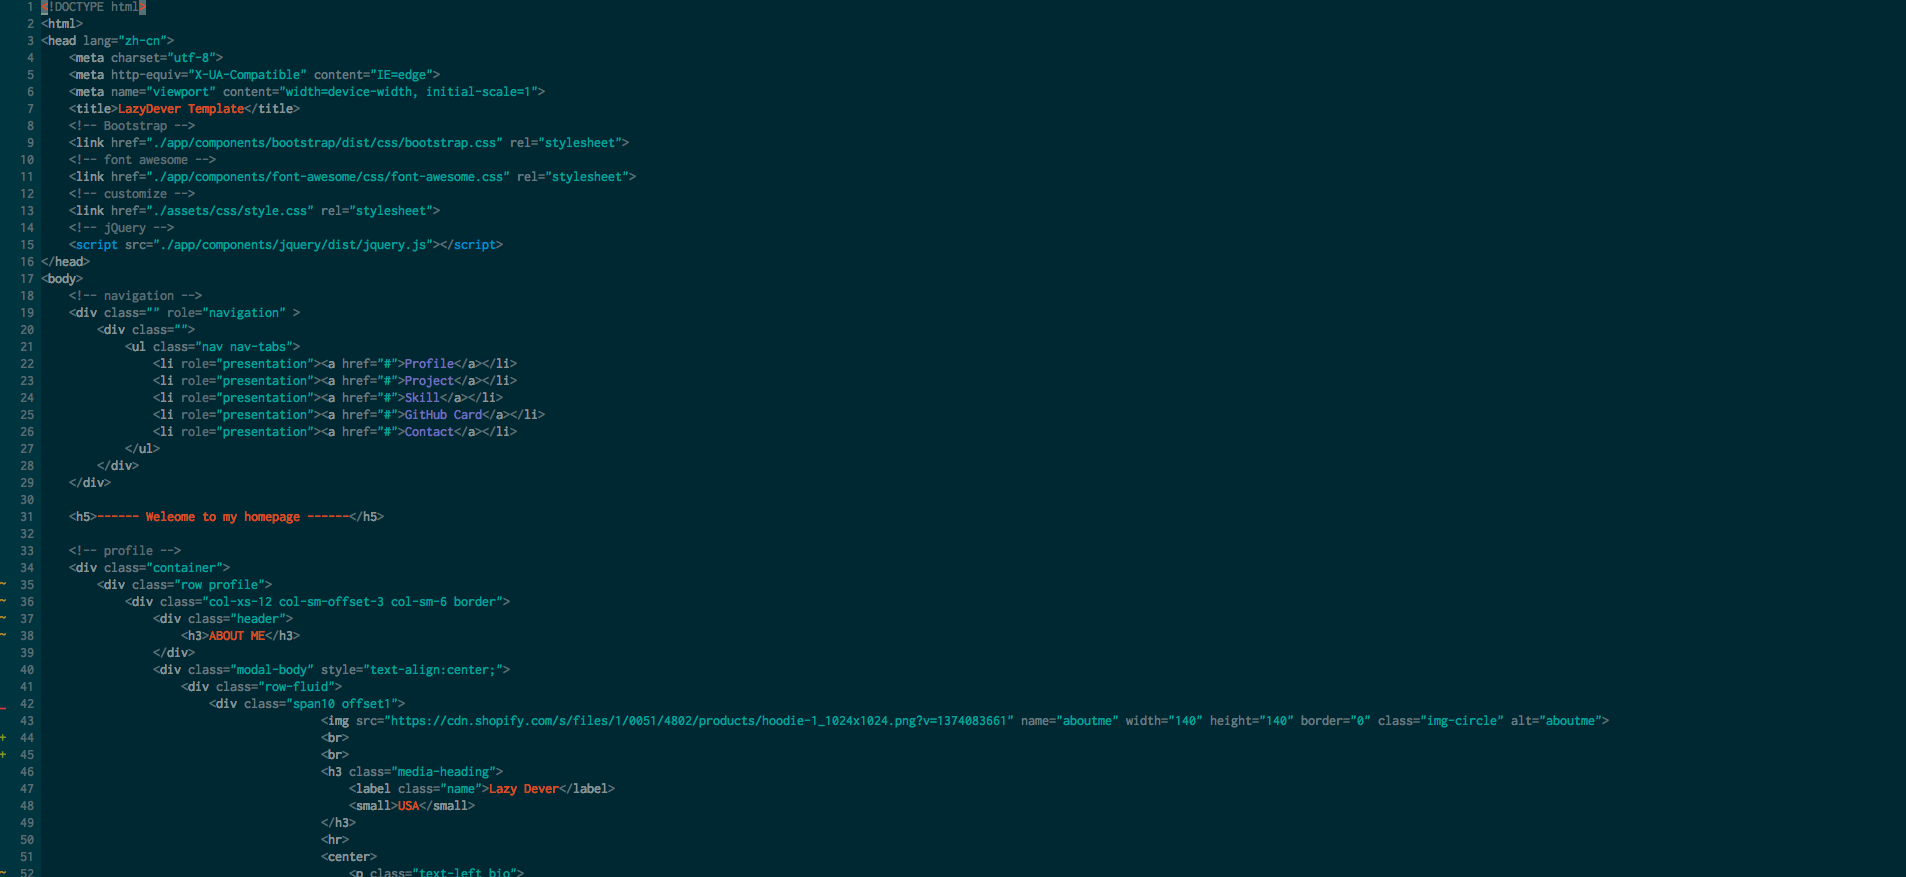 1 <!DOCTYPE html>
2 <html>
3 <head lang="zh-cn">
4     <meta charset="utf-8">
5     <meta http-equiv="X-UA-Compatible" content="IE=edge">
6     <meta name="viewport" content="width=device-width, initial-scale=1">
7     <title>LazyDever Template</title>
8     <!-- Bootstrap -->
9     <link href="./app/components/bootstrap/dist/css/bootstrap.css" rel="stylesheet">
10     <!-- font awesome -->
11     <link href="./app/components/font-awesome/css/font-awesome.css" rel="stylesheet">
12     <!-- customize -->
13     <link href="./assets/css/style.css" rel="stylesheet">
14     <!-- jQuery -->
15     <script src="./app/components/jquery/dist/jquery.js"></script>
16 </head>
17 <body>
18     <!-- navigation -->
19     <div class="" role="navigation" >
20         <div class="">
21             <ul class="nav nav-tabs">
22                 <li role="presentation"><a href="#">Profile</a></li>
23                 <li role="presentation"><a href="#">Project</a></li>
24                 <li role="presentation"><a href="#">Skill</a></li>
25                 <li role="presentation"><a href="#">GitHub Card</a></li>
26                 <li role="presentation"><a href="#">Contact</a></li>
27             </ul>
28         </div>
29     </div>
30
31     <h5>------ Weleome to my homepage ------</h5>
32
33     <!-- profile -->
34     <div class="container">
~ 35         <div class="row profile">
~ 36             <div class="col-xs-12 col-sm-offset-3 col-sm-6 border">
~ 37                 <div class="header">
~ 38                     <h3>ABOUT ME</h3>
39                 </div>
40                 <div class="modal-body" style="text-align:center;">
41                     <div class="row-fluid">
_ 42                         <div class="span10 offset1">
43                                         <img src="https://cdn.shopify.com/s/files/1/0051/4802/products/hoodie-1_1024x1024.png?v=1374083661" name="aboutme" width="140" height="140" border="0" class="img-circle" alt="aboutme">
+ 44                                         <br>
+ 45                                         <br>
46                                         <h3 class="media-heading">
47                                             <label class="name">Lazy Dever</label>
48                                             <small>USA</small>
49                                         </h3>
50                                         <hr>
51                                         <center>
~ 52                                             <p class="text-left bio">